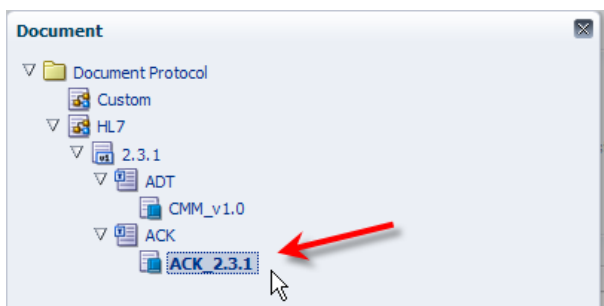 Document
Document Protocol
Custom
HL7
2.3.1
ADT
CMM_v1.0
ACK
ACK_2.3.1